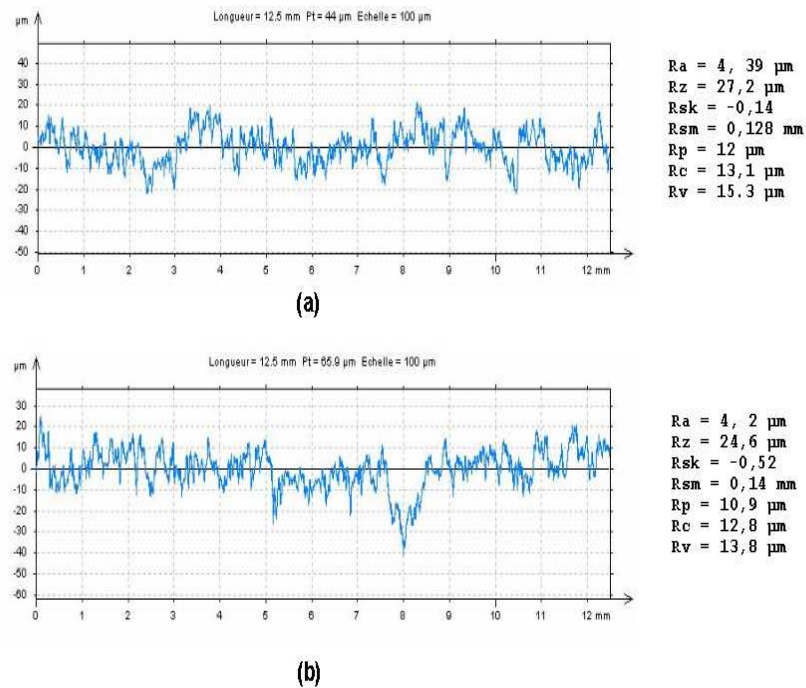 Longueur = 12.5 mm Pt = 44 µm Echelle = 100 µm
µm
40
30
20
10
0
-10
-20
-30
-40
-50
0 1 2 3 4 5 6 7 8 9 10 11 12 mm
Ra = 4, 39 µm
Rz = 27,2 µm
Rsk = -0,14
Rsm = 0,128 mm
Rp = 12 µm
Rc = 13,1 µm
Rv = 15.3 µm
(a)
Longueur = 12.5 mm Pt = 65.9 µm Echelle = 100 µm
µm
30
20
10
0
-10
-20
-30
-40
-50
-60
0 1 2 3 4 5 6 7 8 9 10 11 12 mm
Ra = 4, 2 µm
Rz = 24,6 µm
Rsk = -0,52
Rsm = 0,14 mm
Rp = 10,9 µm
Rc = 12,8 µm
Rv = 13,8 µm
(b)